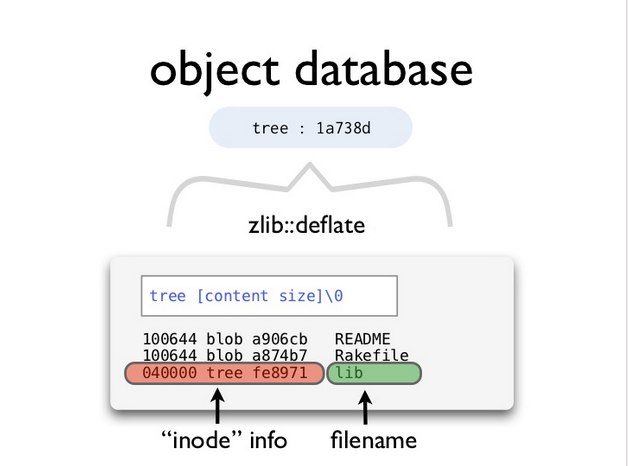 object database
tree : 1a738d
zlib::deflate
tree [content size]\0
100644 blob a906cb README
100644 blob a874b7 Rakefile
040000 tree fe8971 lib
“inode” info filename